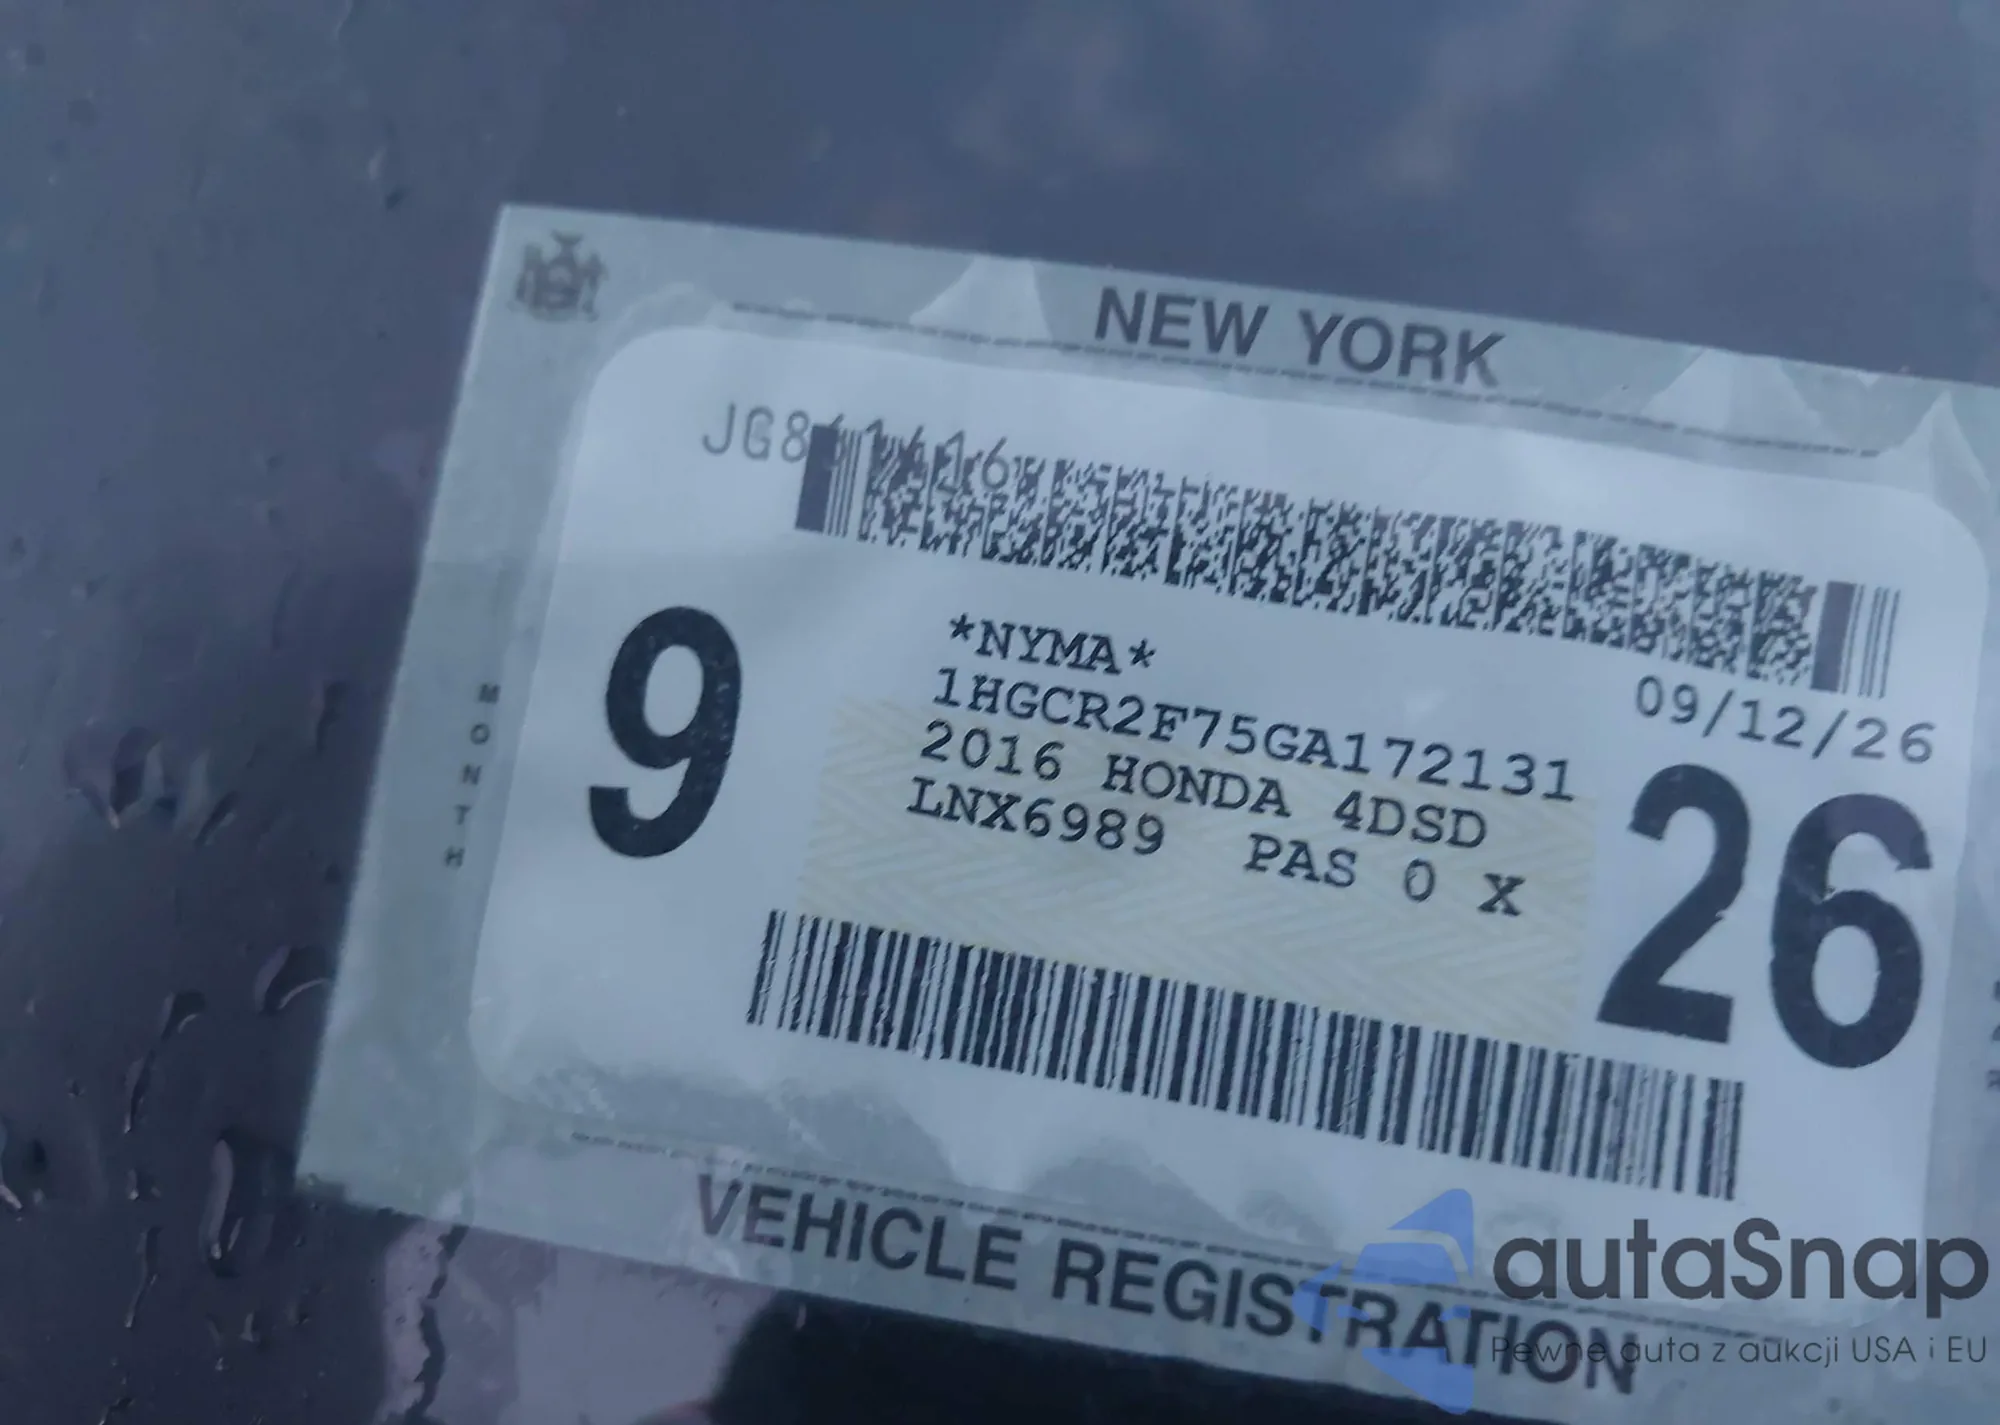 NEW YORK
*NYMA*
1HGCR2F75GA172131
09/12/26
2016 HONDA 4DSD
LNX6989 PAS 0 X
9
26
MONTH
VEHICLE REGISTRATION
autaSnap
Pewne auta z aukcji USA i EU